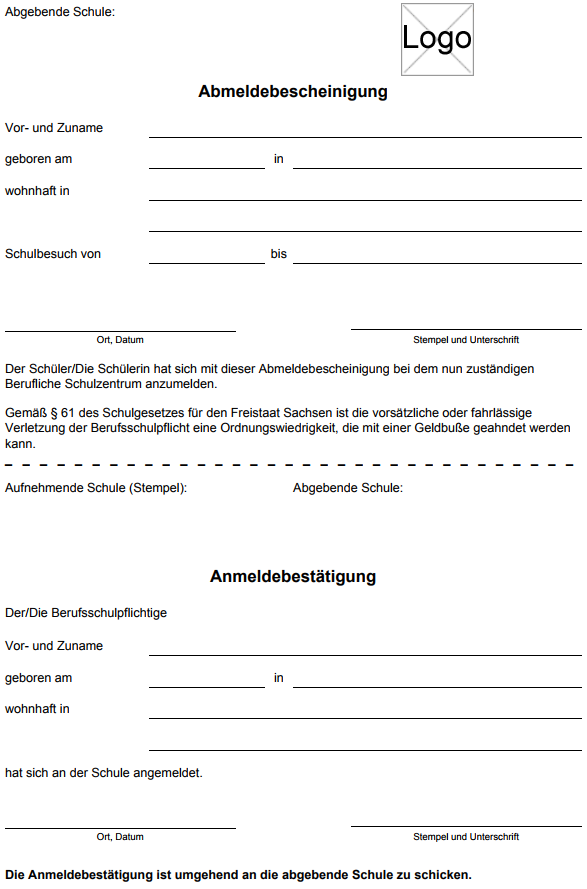 Abgebende Schule:
Logo
Abmeldebescheinigung
Vor- und Zuname
geboren am in
wohnhaft in
Schulbesuch von bis
Ort, Datum Stempel und Unterschrift
Der Schüler/Die Schülerin hat sich mit dieser Abmeldebescheinigung bei dem nun zuständigen
Berufliche Schulzentrum anzumelden.
Gemäß § 61 des Schulgesetzes für den Freistaat Sachsen ist die vorsätzliche oder fahrlässige
Verletzung der Berufsschulpflicht eine Ordnungswiedrigkeit, die mit einer Geldbuße geahndet werden
kann.
Aufnehmende Schule (Stempel): Abgebende Schule:
Anmeldebestätigung
Der/Die Berufsschulpflichtige
Vor- und Zuname
geboren am in
wohnhaft in
hat sich an der Schule angemeldet.
Ort, Datum Stempel und Unterschrift
Die Anmeldebestätigung ist umgehend an die abgebende Schule zu schicken.